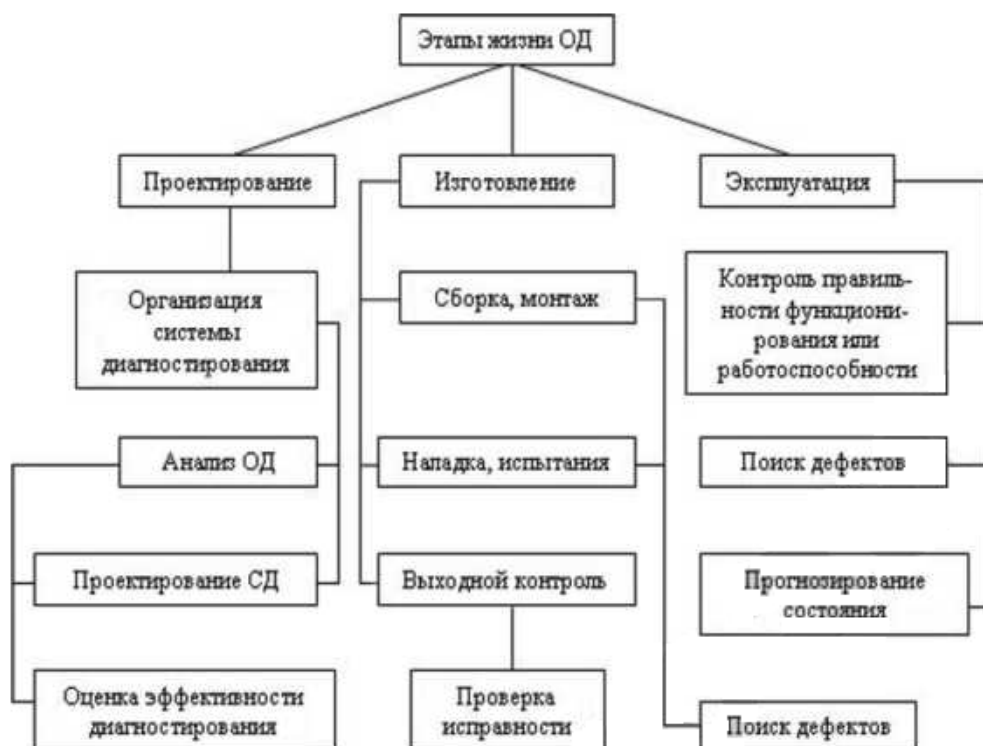 Этапы жизни ОД
Проектирование
Изготовление
Эксплуатация
Организация
системы
диагностирования
Сборка, монтаж
Контроль правиль-
ности функциони-
рования или
работоспособности
Анализ ОД
Наладка, испытания
Поиск дефектов
Проектирование СД
Выходной контроль
Прогнозирование
состояния
Оценка эффективности
диагностирования
Проверка
исправности
Поиск дефектов